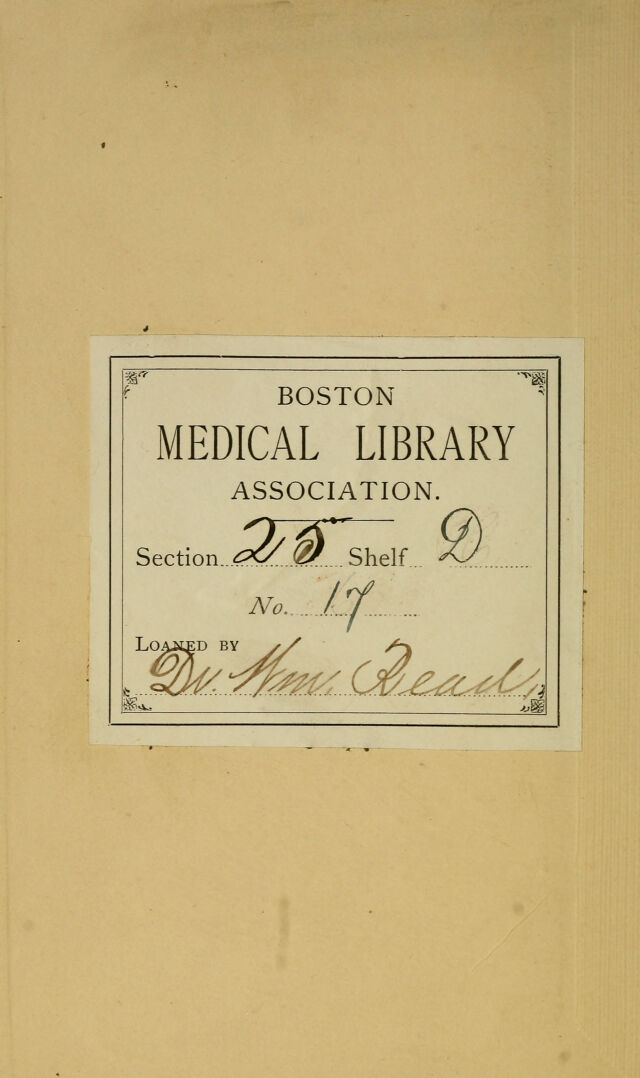 BOSTON
MEDICAL LIBRARY
ASSOCIATION.
Section 25 Shelf D
No. 17
LOANED BY
Dr. Wm. Read,